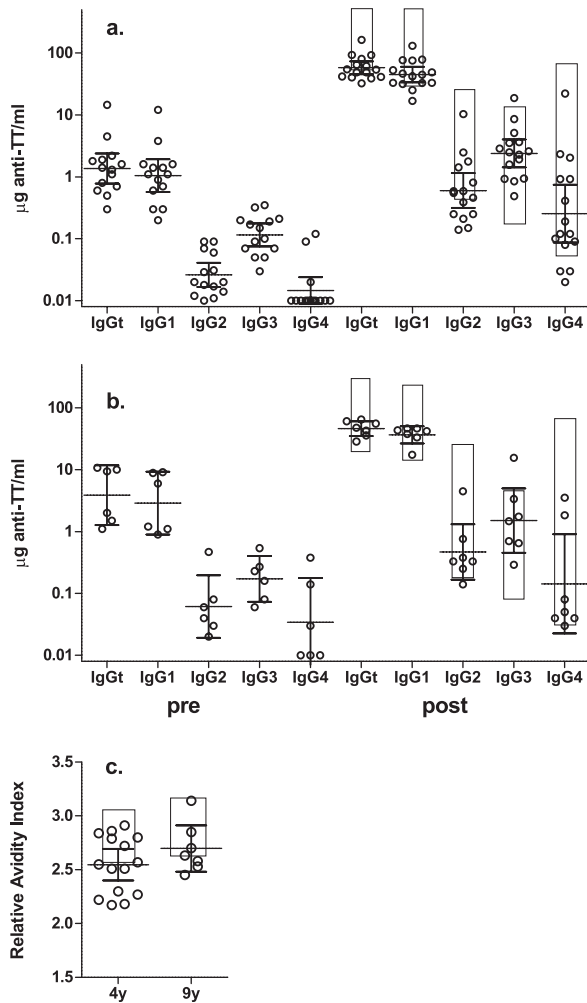 a.
μg anti-TT/ml
100
10
1
0.1
0.01
IgGt IgG1 IgG2 IgG3 IgG4 IgGt IgG1 IgG2 IgG3 IgG4
b.
μg anti-TT/ml
100
10
1
0.1
0.01
IgGt IgG1 IgG2 IgG3 IgG4 IgGt IgG1 IgG2 IgG3 IgG4
pre post
c.
Relative Avidity Index
3.5
3.0
2.5
2.0
1.5
4y 9y